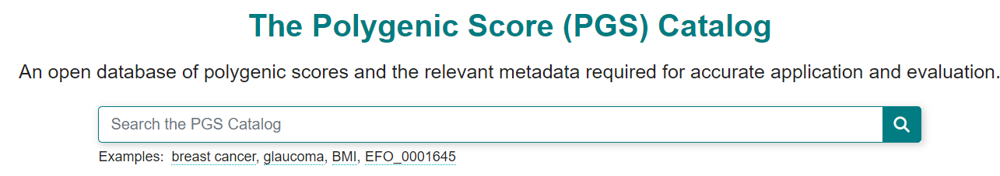 The Polygenic Score (PGS) Catalog
An open database of polygenic scores and the relevant metadata required for accurate application and evaluation.
Search the PGS Catalog
Examples: breast cancer, glaucoma, BMI, EFO_0001645